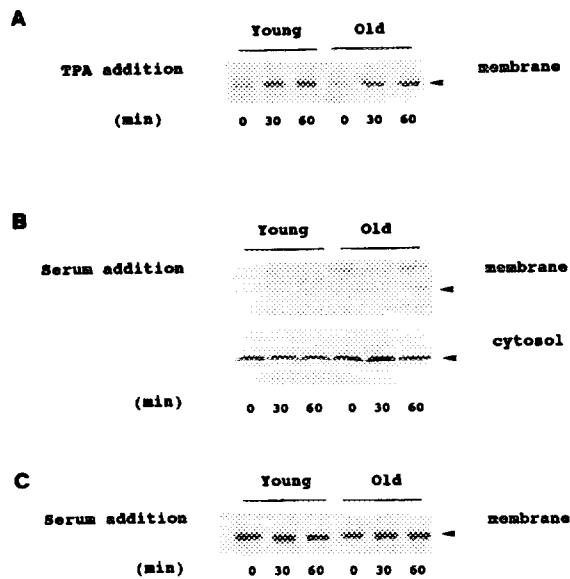 A
Young Old
TPA addition membrane
(min) 0 30 60 0 30 60
B
Young Old
Serum addition membrane
cytosol
(min) 0 30 60 0 30 60
C
Young Old
Serum addition membrane
(min) 0 30 60 0 30 60